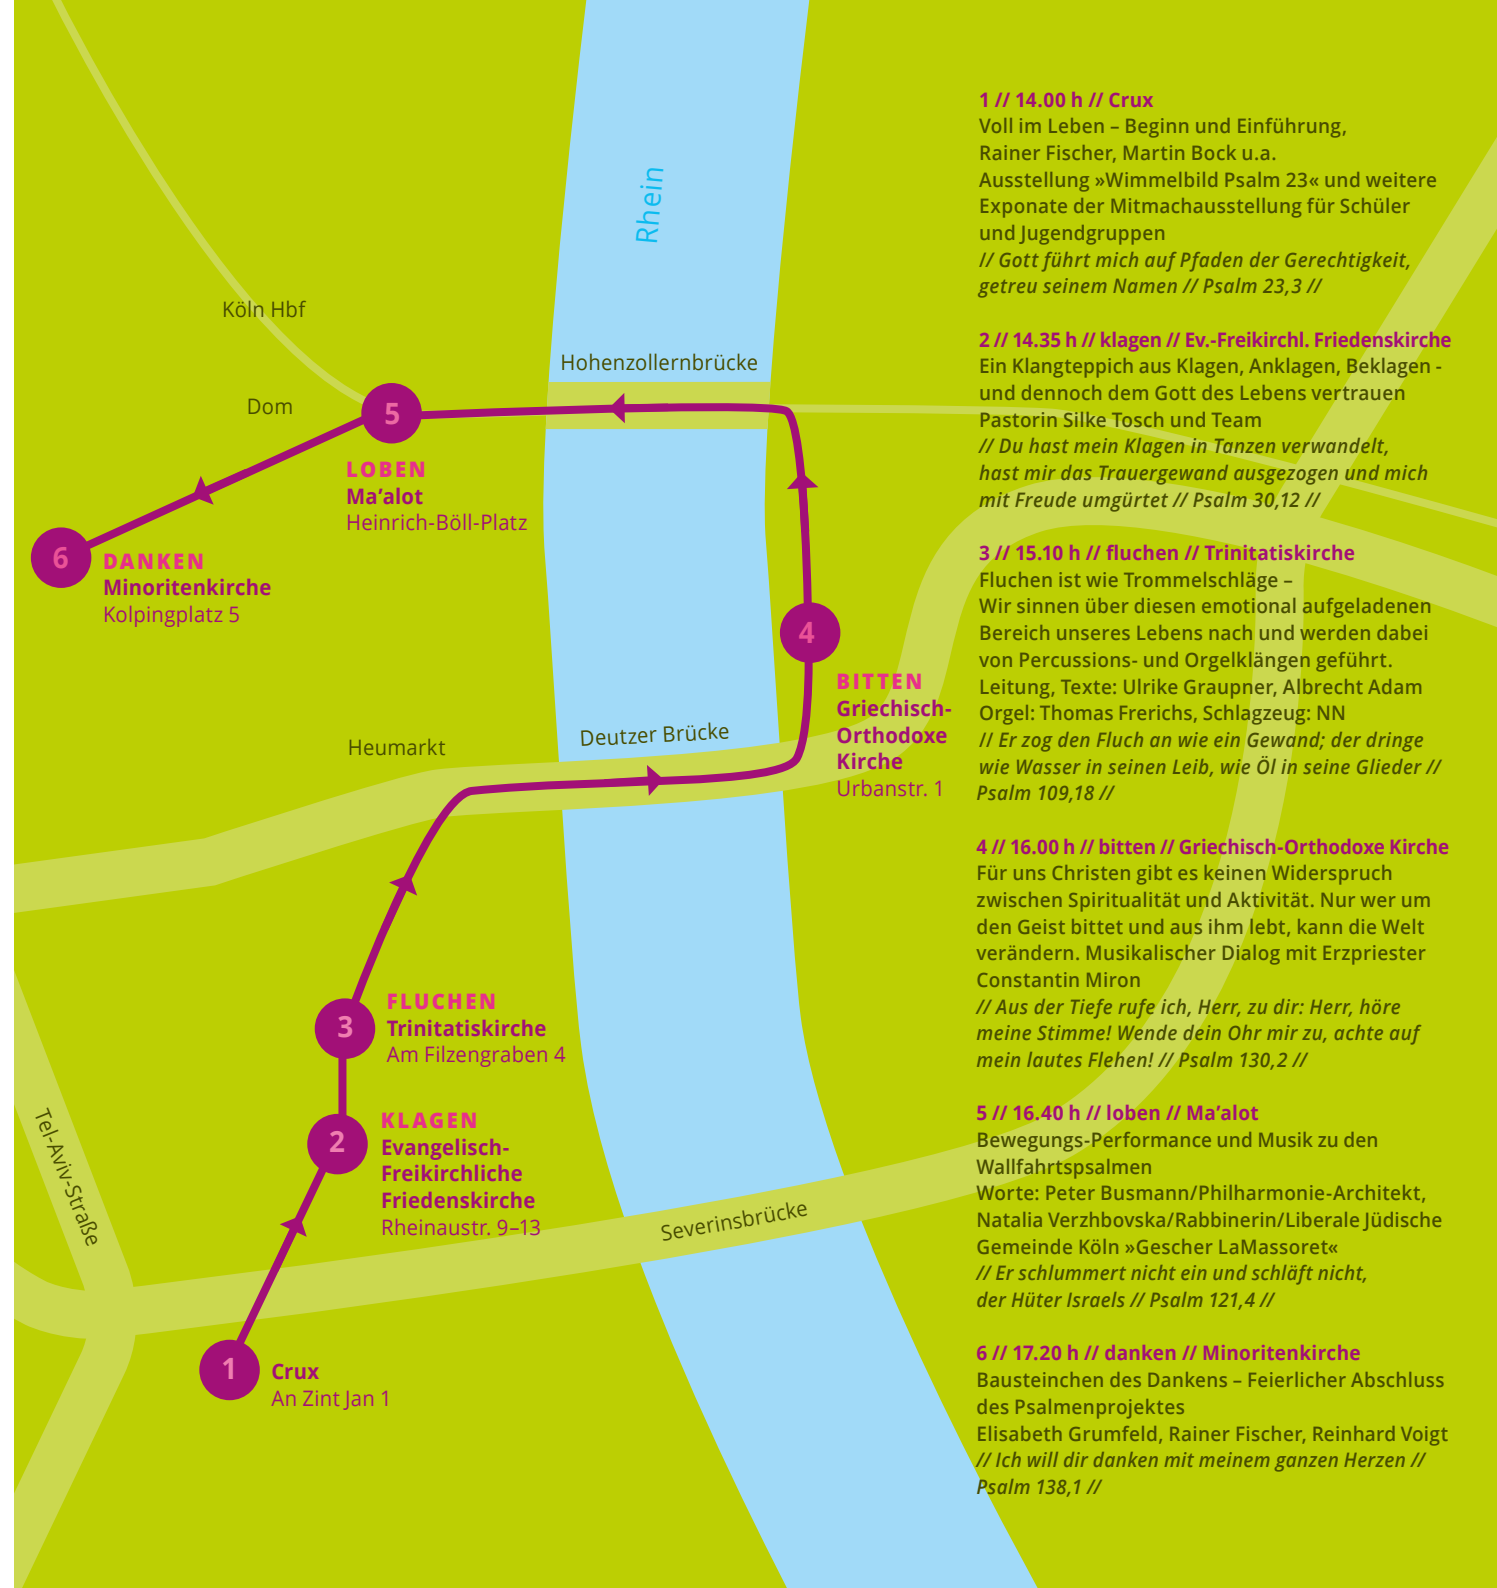 Rhein
Köln Hbf
Hohenzollernbrücke
Dom
5
LOBEN
Ma’alot
Heinrich-Böll-Platz
6
DANKEN
Minoritenkirche
Kolpingplatz 5
4
BITTEN
Griechisch-
Orthodoxe
Kirche
Urbanstr. 1
Deutzer Brücke
Heumarkt
3
FLUCHEN
Trinitatiskirche
Am Filzengraben 4
2
KLAGEN
Evangelisch-
Freikirchliche
Friedenskirche
Rheinaustr. 9–13
Tel-Aviv-Straße
Severinsbrücke
1
Crux
An Zint Jan 1
1 // 14.00 h // Crux
Voll im Leben – Beginn und Einführung,
Rainer Fischer, Martin Bock u.a.
Ausstellung »Wimmelbild Psalm 23« und weitere
Exponate der Mitmachausstellung für Schüler
und Jugendgruppen
// Gott führt mich auf Pfaden der Gerechtigkeit,
getreu seinem Namen // Psalm 23,3 //
2 // 14.35 h // klagen // Ev.-Freikirchl. Friedenskirche
Ein Klangteppich aus Klagen, Anklagen, Beklagen -
und dennoch dem Gott des Lebens vertrauen
Pastorin Silke Tosch und Team
// Du hast mein Klagen in Tanzen verwandelt,
hast mir das Trauergewand ausgezogen und mich
mit Freude umgürtet // Psalm 30,12 //
3 // 15.10 h // fluchen // Trinitatiskirche
Fluchen ist wie Trommelschläge –
Wir sinnen über diesen emotional aufgeladenen
Bereich unseres Lebens nach und werden dabei
von Percussions- und Orgelklängen geführt.
Leitung, Texte: Ulrike Graupner, Albrecht Adam
Orgel: Thomas Frerichs, Schlagzeug: NN
// Er zog den Fluch an wie ein Gewand; der dringe
wie Wasser in seinen Leib, wie Öl in seine Glieder //
Psalm 109,18 //
4 // 16.00 h // bitten // Griechisch-Orthodoxe Kirche
Für uns Christen gibt es keinen Widerspruch
zwischen Spiritualität und Aktivität. Nur wer um
den Geist bittet und aus ihm lebt, kann die Welt
verändern. Musikalischer Dialog mit Erzpriester
Constantin Miron
// Aus der Tiefe rufe ich, Herr, zu dir: Herr, höre
meine Stimme! Wende dein Ohr mir zu, achte auf
mein lautes Flehen! // Psalm 130,2 //
5 // 16.40 h // loben // Ma’alot
Bewegungs-Performance und Musik zu den
Wallfahrtspsalmen
Worte: Peter Busmann/Philharmonie-Architekt,
Natalia Verzhbovska/Rabbinerin/Liberale Jüdische
Gemeinde Köln »Gescher LaMassoret«
// Er schlummert nicht ein und schläft nicht,
der Hüter Israels // Psalm 121,4 //
6 // 17.20 h // danken // Minoritenkirche
Bausteinchen des Dankens – Feierlicher Abschluss
des Psalmenprojektes
Elisabeth Grumfeld, Rainer Fischer, Reinhard Voigt
// Ich will dir danken mit meinem ganzen Herzen //
Psalm 138,1 //